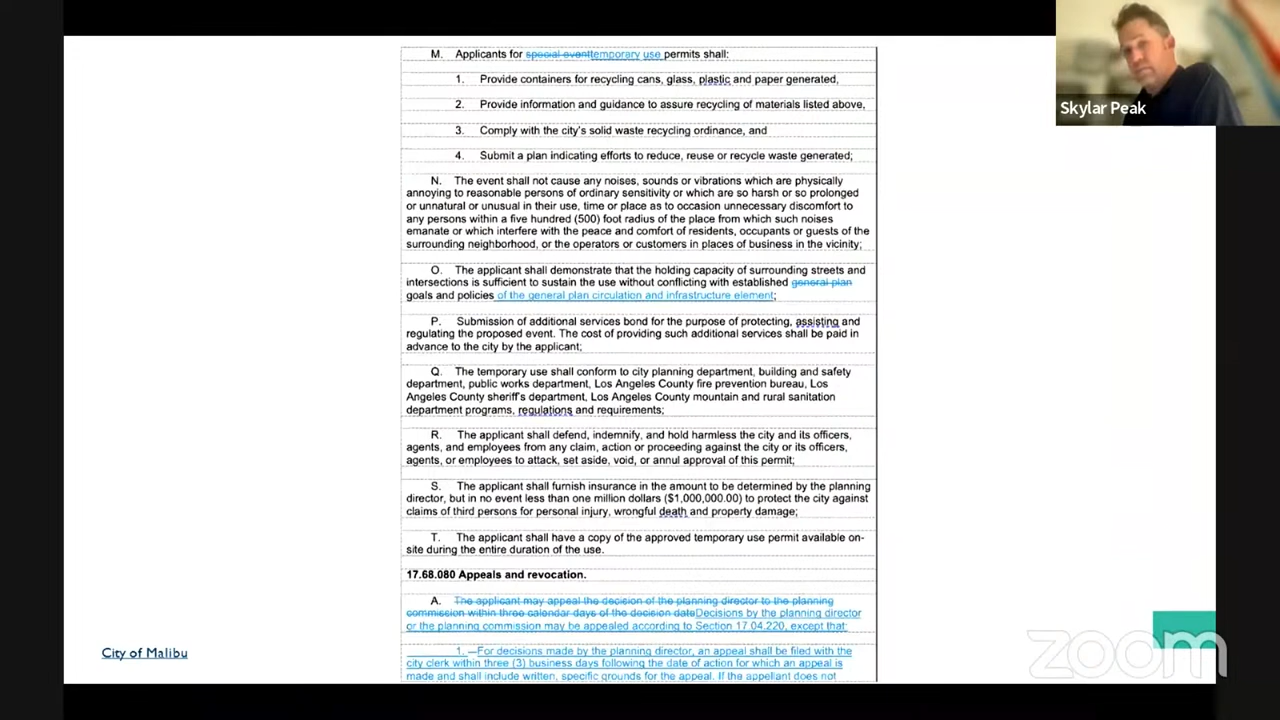 M. Applicants for special eventtemporary use permits shall;
1. Provide containers for recycling cans, glass, plastic and paper generated,
2. Provide information and guidance to assure recycling of materials listed above,
3. Comply with the city's solid waste recycling ordinance, and
4. Submit a plan indicating efforts to reduce, reuse or recycle waste generated;
N. The event shall not cause any noises, sounds or vibrations which are physically
annoying to reasonable persons of ordinary sensitivity or which are so harsh or so prolonged
or unnatural or unusual in their use, time or place as to occasion unnecessary discomfort to
any persons within a five hundred (500) foot radius of the place from which such noises
emanate or which interfere with the peace and comfort of residents, occupants or guests of the
surrounding neighborhood, or the operators or customers in places of business in the vicinity;
O. The applicant shall demonstrate that the holding capacity of surrounding streets and
intersections is sufficient to sustain the use without conflicting with established general plan
goals and policies of the general plan circulation and infrastructure element;
P. Submission of additional services bond for the purpose of protecting, assisting and
regulating the proposed event. The cost of providing such additional services shall be paid in
advance to the city by the applicant;
Q. The temporary use shall conform to city planning department, building and safety
department, public works department, Los Angeles County fire prevention bureau, Los
Angeles County sheriff's department, Los Angeles County mountain and rural sanitation
department programs, regulations and requirements;
R. The applicant shall defend, indemnify, and hold harmless the city and its officers,
agents, and employees from any claim, action or proceeding against the city or its officers,
agents, or employees to attack, set aside, void, or annul approval of this permit;
S. The applicant shall furnish insurance in the amount to be determined by the planning
director, but in no event less than one million dollars ($1,000,000.00) to protect the city against
claims of third persons for personal injury, wrongful death and property damage;
T. The applicant shall have a copy of the approved temporary use permit available on-
site during the entire duration of the use.
17.68.080 Appeals and revocation.
A. The applicant may appeal the decision of the planning director to the planning
commission within three calendar days of the decision dateDecisions by the planning director
or the planning commission may be appealed according to Section 17.04.220, except that:
1. For decisions made by the planning director, an appeal shall be filed with the
city clerk within three (3) business days following the date of action for which an appeal is
made and shall include written, specific grounds for the appeal. If the appellant does not
City of Malibu
Skylar Peak
zoom